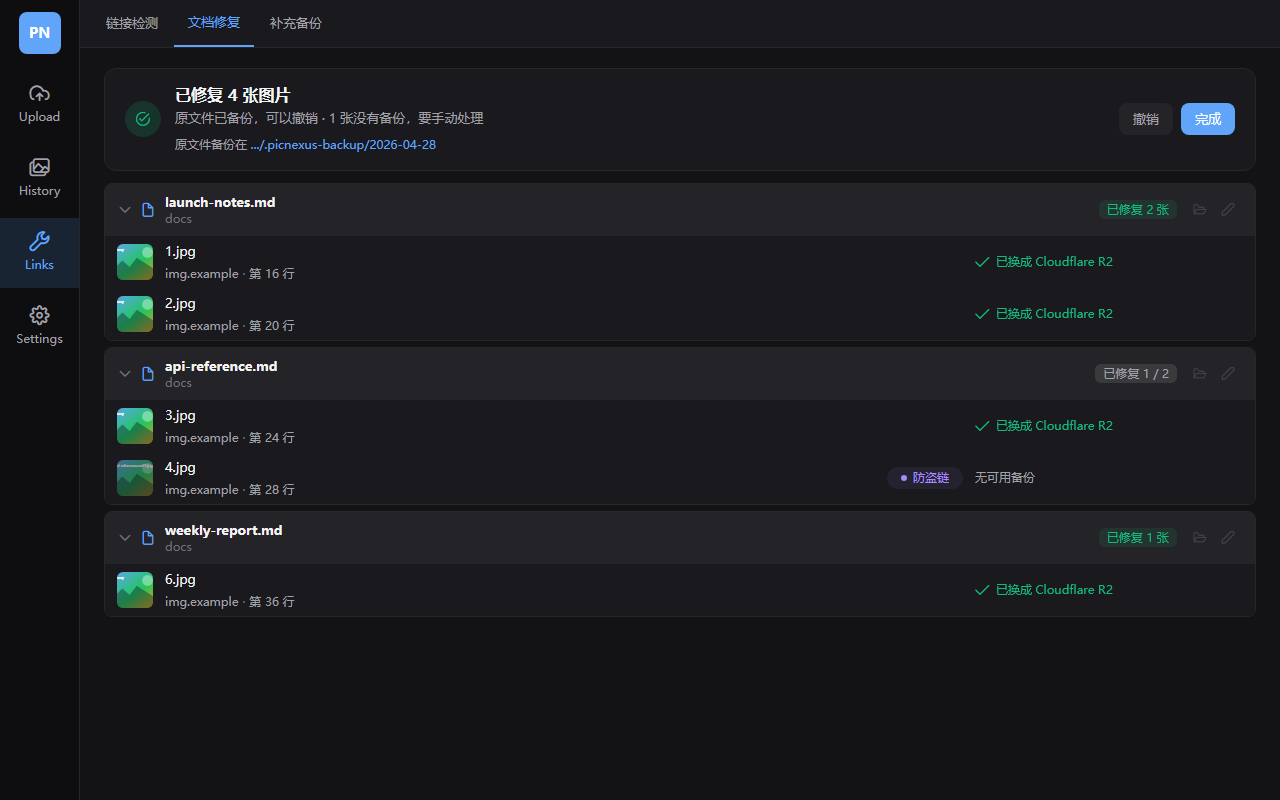 PN
Upload
History
Links
Settings
链接检测 文档修复 补充备份
已修复 4 张图片
原文件已备份，可以撤销 · 1 张没有备份，要手动处理
原文件备份在 .../.picnexus-backup/2026-04-28
撤销 完成
launch-notes.md
docs
已修复 2 张
1.jpg
img.example · 第 16 行
已换成 Cloudflare R2
2.jpg
img.example · 第 20 行
已换成 Cloudflare R2
api-reference.md
docs
已修复 1 / 2
3.jpg
img.example · 第 24 行
已换成 Cloudflare R2
4.jpg
img.example · 第 28 行
防盗链 无可用备份
weekly-report.md
docs
已修复 1 张
6.jpg
img.example · 第 36 行
已换成 Cloudflare R2